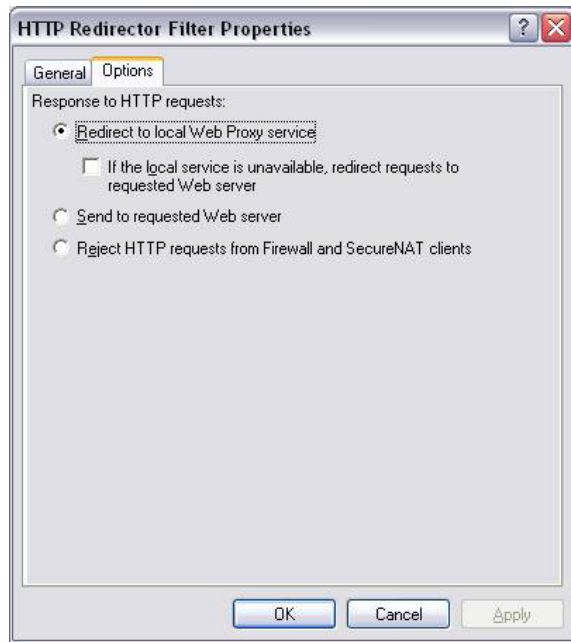 HTTP Redirector Filter Properties
General Options
Response to HTTP requests:
Redirect to local Web Proxy service
If the local service is unavailable, redirect requests to
requested Web server
Send to requested Web server
Reject HTTP requests from Firewall and SecureNAT clients
OK Cancel Apply